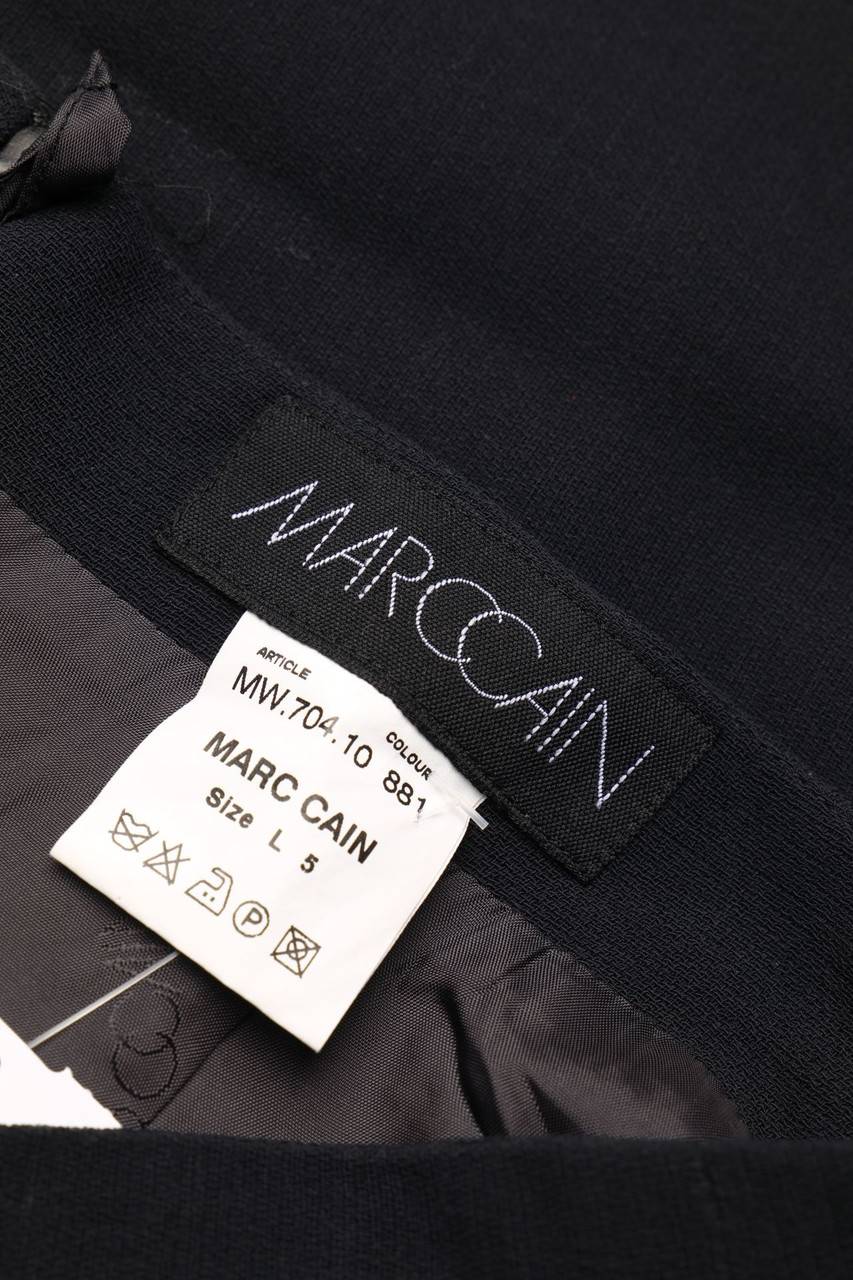 MARCCAIN
ARTICLE COLOUR
MW.704.10 881
MARC CAIN
Size L 5
P